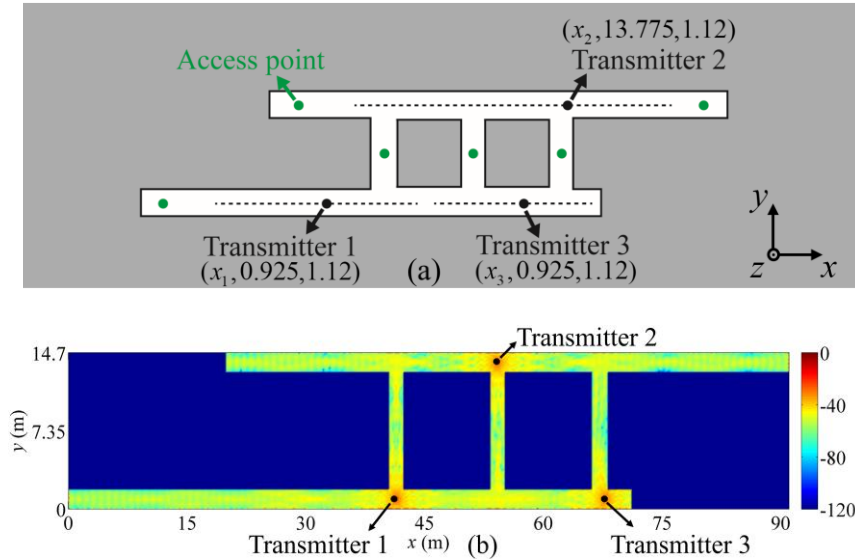 (x₂,13.775,1.12)
Access point
Transmitter 2
Transmitter 1
(x₁,0.925,1.12)
Transmitter 3
(x₃,0.925,1.12)
(a)
y
z
x
14.7
7.35
0
y (m)
Transmitter 2
0
-40
-80
-120
0
15
30
45
60
75
90
Transmitter 1
x (m)
(b)
Transmitter 3